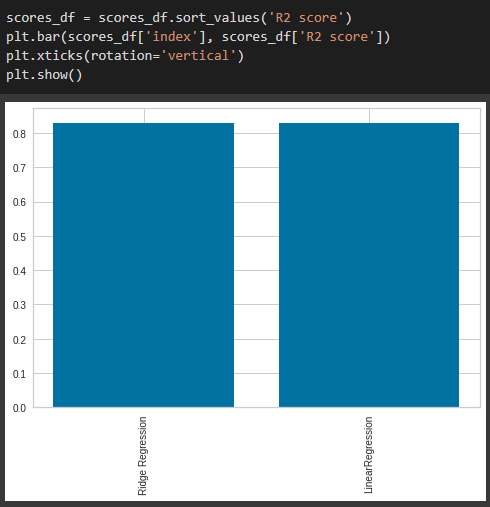 scores_df = scores_df.sort_values('R2 score')
plt.bar(scores_df['index'], scores_df['R2 score'])
plt.xticks(rotation='vertical')
plt.show()
0.8
0.7
0.6
0.5
0.4
0.3
0.2
0.1
0.0
Ridge Regression
LinearRegression